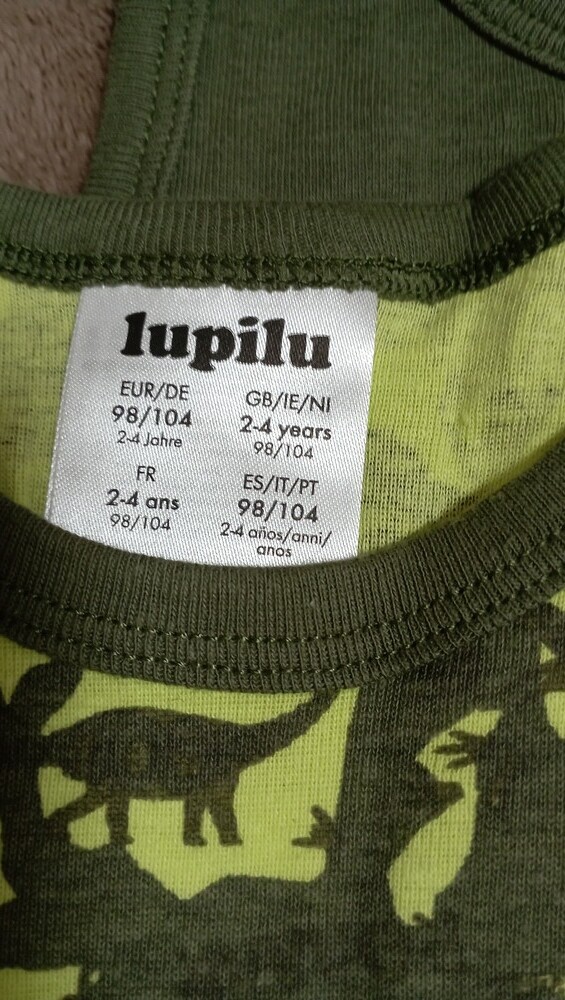 lupilu
EUR/DE
98/104
2-4 Jahre
GB/IE/NI
2-4 years
98/104
FR
2-4 ans
98/104
ES/IT/PT
98/104
2-4 años/anni/
anos